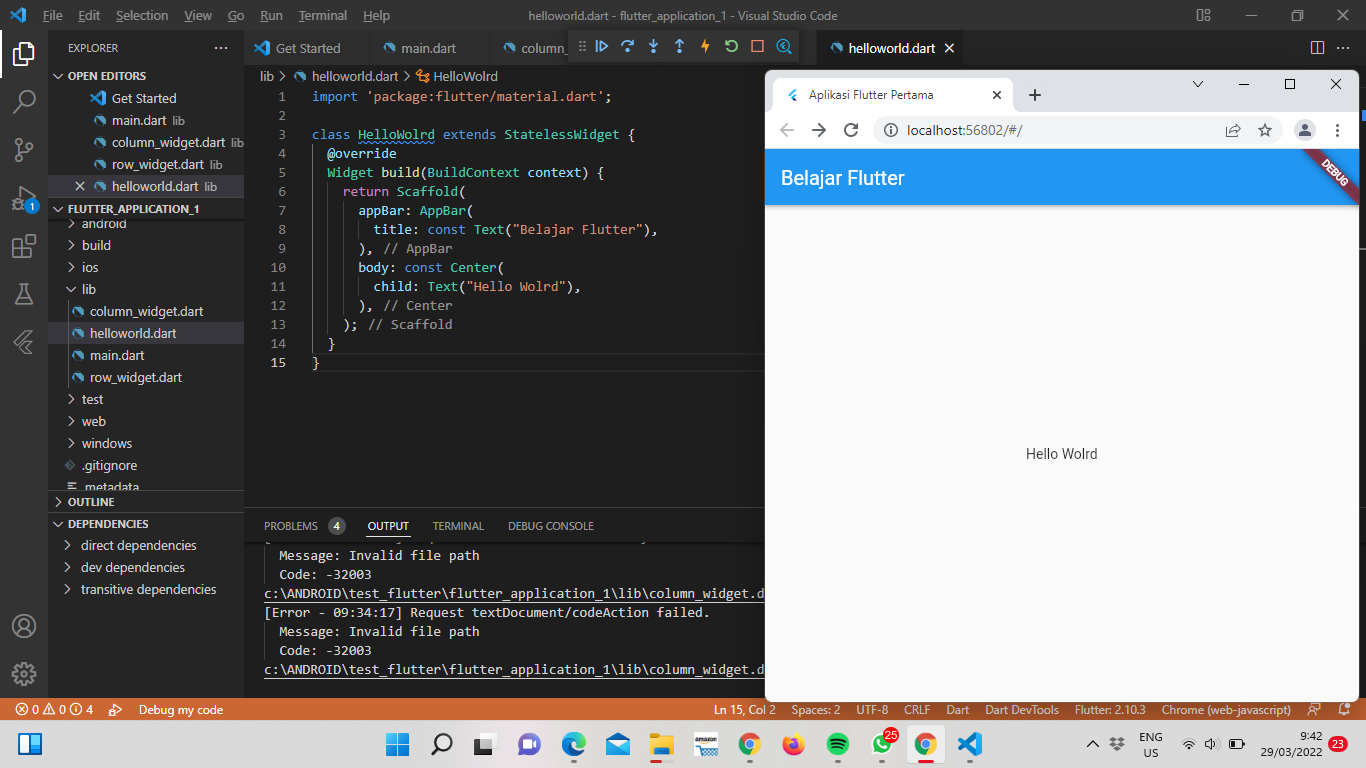 File Edit Selection View Go Run Terminal Help
helloworld.dart - flutter_application_1 - Visual Studio Code
EXPLORER
OPEN EDITORS
Get Started
main.dart lib
column_widget.dart lib
row_widget.dart lib
helloworld.dart lib
FLUTTER_APPLICATION_1
android
build
ios
lib
column_widget.dart
helloworld.dart
main.dart
row_widget.dart
test
web
windows
.gitignore
.metadata
OUTLINE
DEPENDENCIES
direct dependencies
dev dependencies
transitive dependencies
1
Get Started
main.dart
column_
helloworld.dart
lib > helloworld.dart > HelloWolrd
1 import 'package:flutter/material.dart';
2
3 class HelloWolrd extends StatelessWidget {
4 @override
5 Widget build(BuildContext context) {
6 return Scaffold(
7 appBar: AppBar(
8 title: const Text("Belajar Flutter"),
9 ), // AppBar
10 body: const Center(
11 child: Text("Hello Wolrd"),
12 ), // Center
13 ); // Scaffold
14 }
15 }
PROBLEMS 4 OUTPUT TERMINAL DEBUG CONSOLE
Message: Invalid file path
Code: -32003
c:\ANDROID\test_flutter\flutter_application_1\lib\column_widget.d
[Error - 09:34:17] Request textDocument/codeAction failed.
Message: Invalid file path
Code: -32003
c:\ANDROID\test_flutter\flutter_application_1\lib\column_widget.d
Aplikasi Flutter Pertama
localhost:56802/#/
Belajar Flutter
DEBUG
Hello Wolrd
0 0 4 Debug my code
Ln 15, Col 2 Spaces: 2 UTF-8 CRLF Dart Dart DevTools Flutter: 2.10.3 Chrome (web-javascript)
amazon
25
ENG
US
9:42
29/03/2022
23